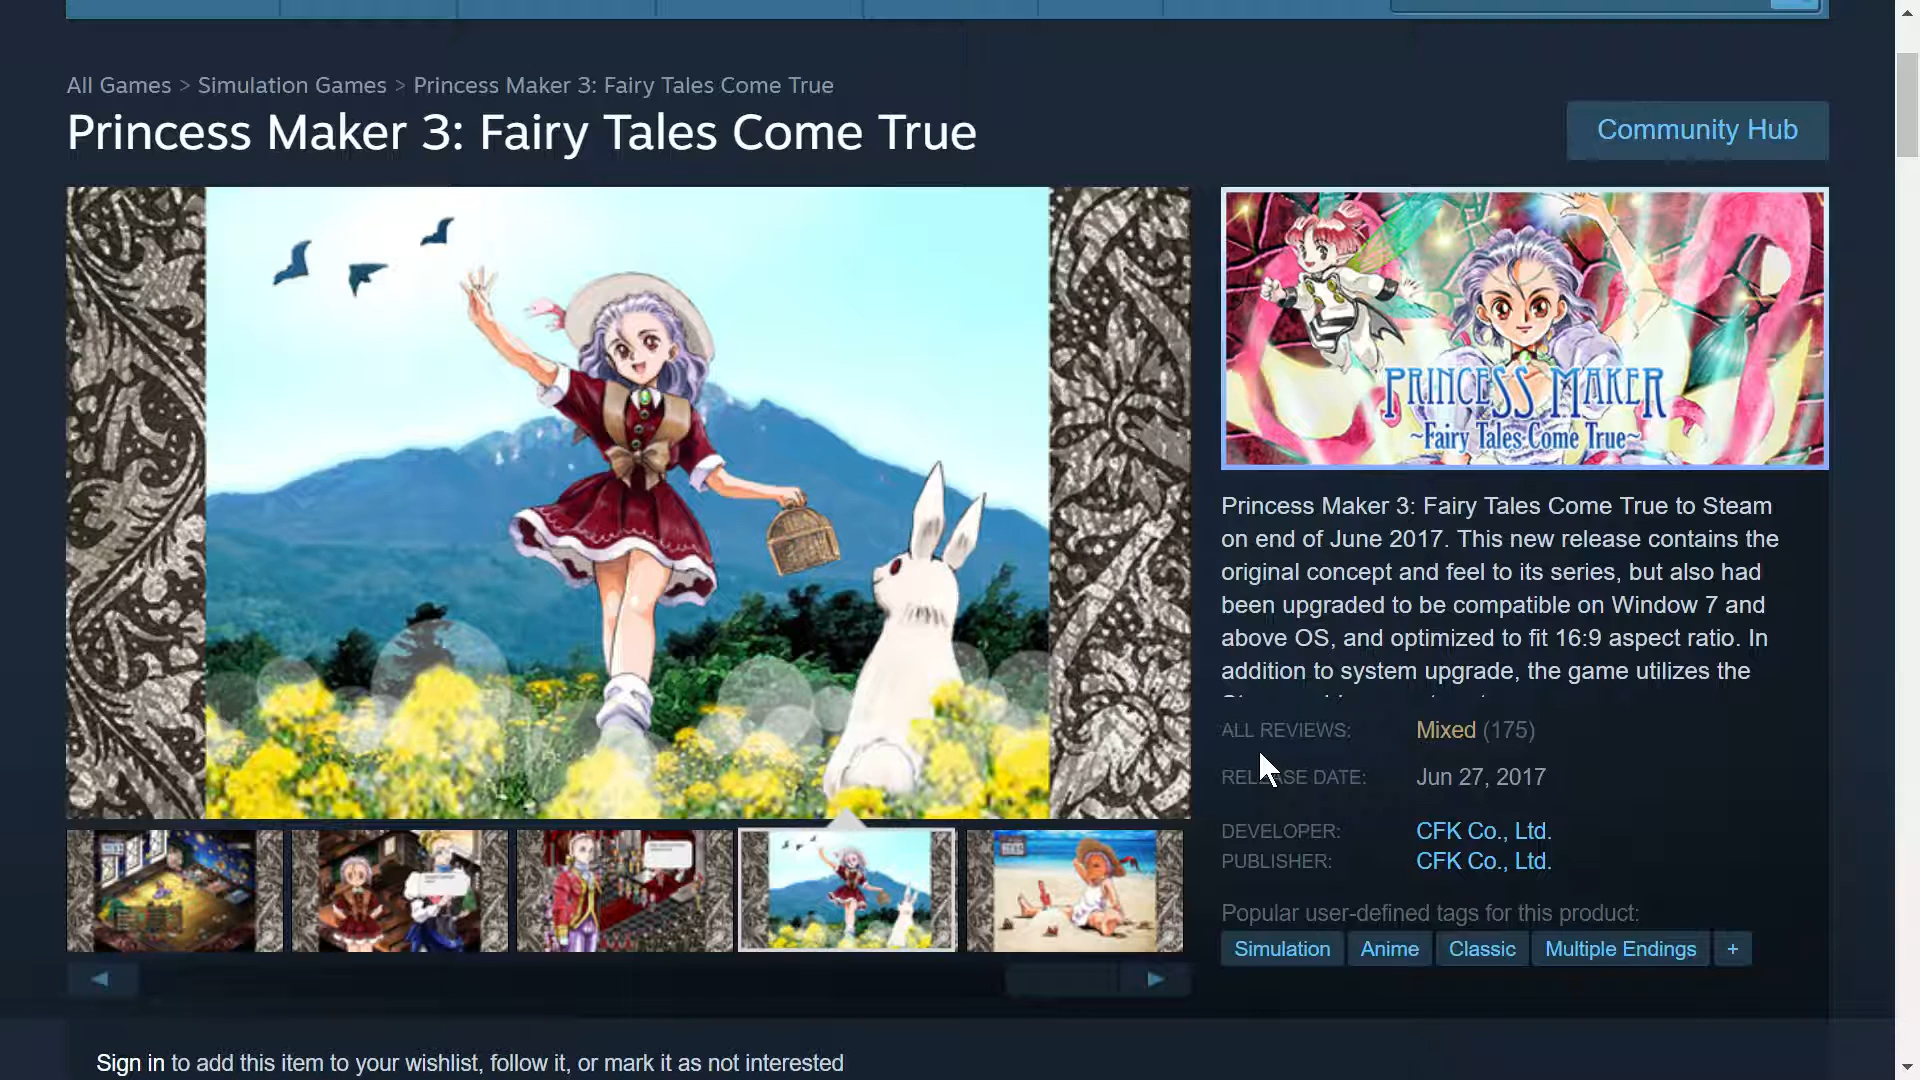 All Games > Simulation Games > Princess Maker 3: Fairy Tales Come True
Princess Maker 3: Fairy Tales Come True
Community Hub
PRINCESS MAKER
~Fairy Tales Come True~
Princess Maker 3: Fairy Tales Come True to Steam
on end of June 2017. This new release contains the
original concept and feel to its series, but also had
been upgraded to be compatible on Window 7 and
above OS, and optimized to fit 16:9 aspect ratio. In
addition to system upgrade, the game utilizes the
ALL REVIEWS: Mixed (175)
RELEASE DATE: Jun 27, 2017
DEVELOPER: CFK Co., Ltd.
PUBLISHER: CFK Co., Ltd.
Popular user-defined tags for this product:
Simulation Anime Classic Multiple Endings +
Sign in to add this item to your wishlist, follow it, or mark it as not interested